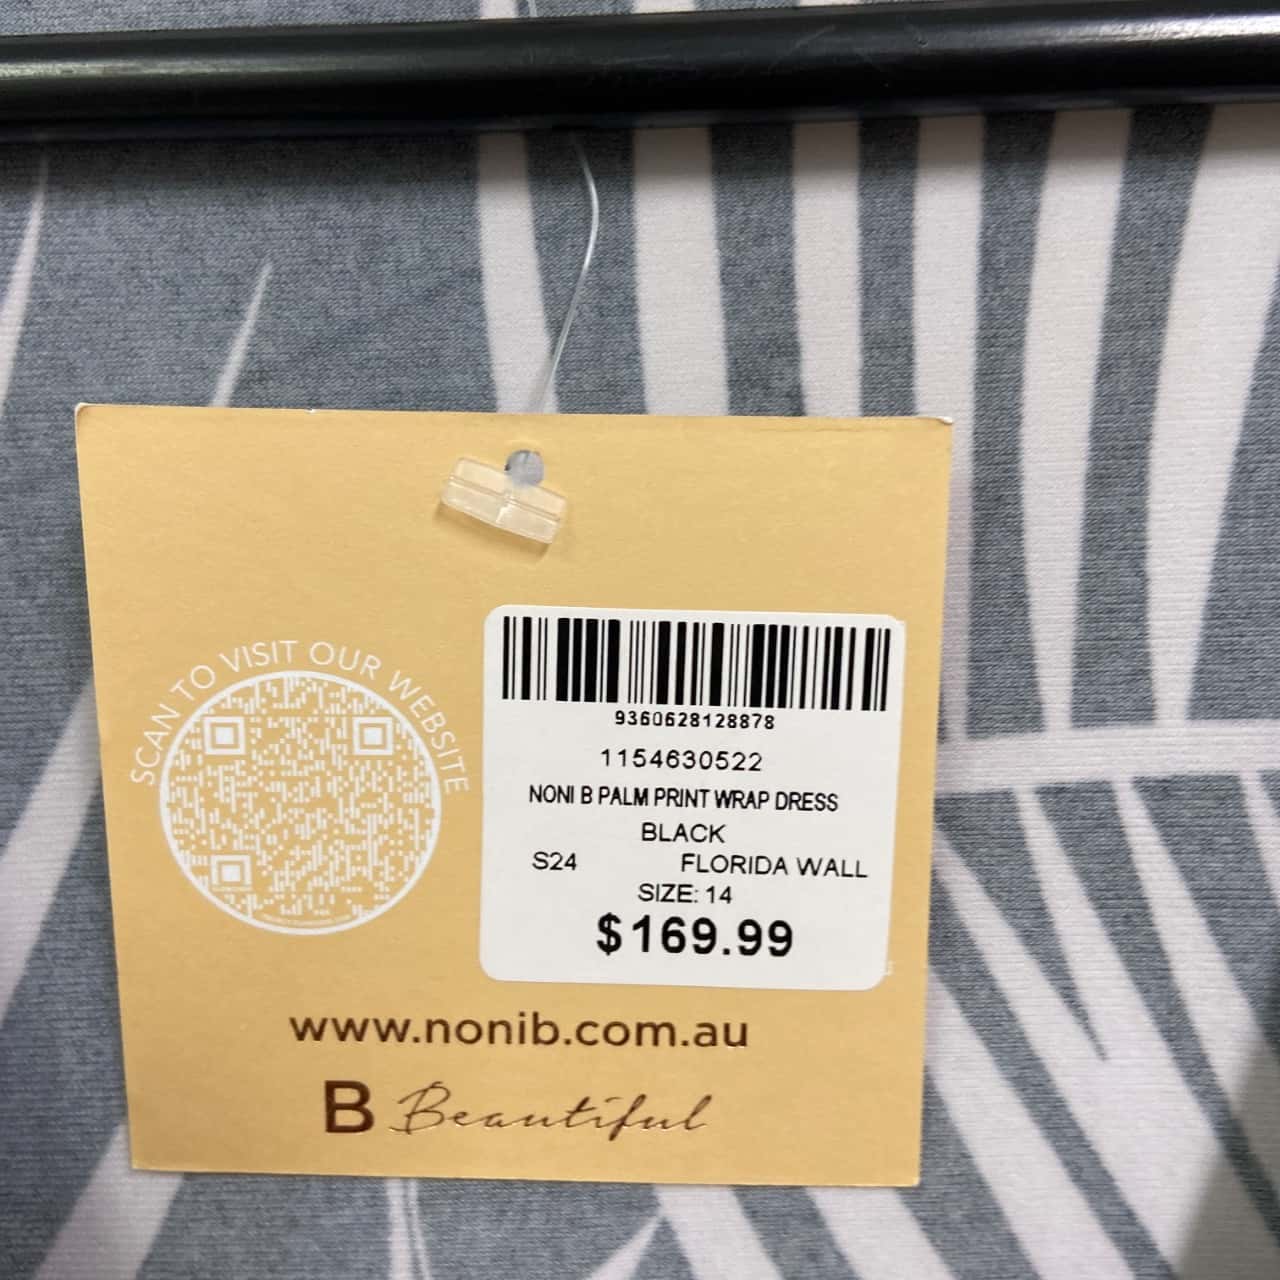 SCAN TO VISIT OUR WEBSITE
9360628128878
1154630522
NONI B PALM PRINT WRAP DRESS
BLACK
S24 FLORIDA WALL
SIZE: 14
$169.99
www.nonib.com.au
B Beautiful